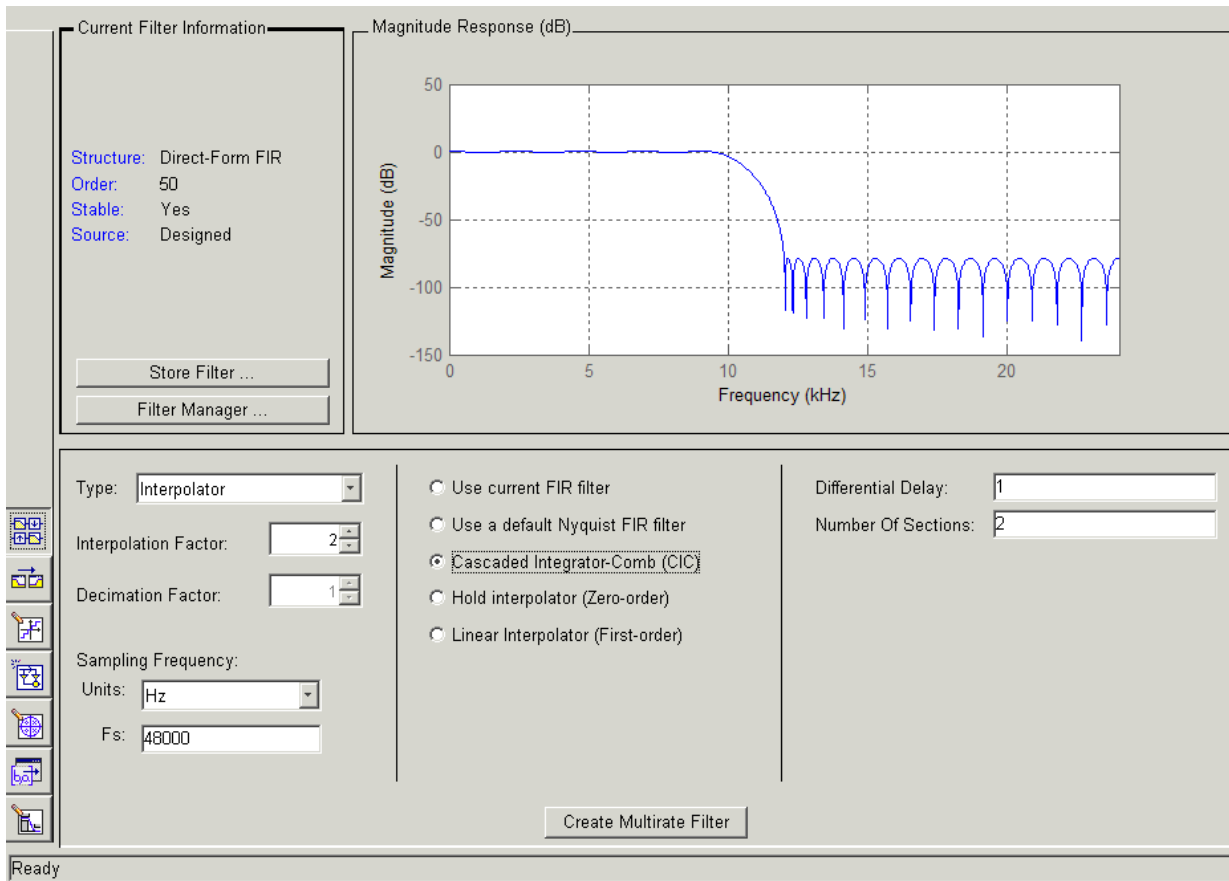 Current Filter Information
Structure: Direct-Form FIR
Order: 50
Stable: Yes
Source: Designed
Store Filter ...
Filter Manager ...
Magnitude Response (dB)
50
0
-50
-100
-150
Magnitude (dB)
0 5 10 15 20
Frequency (kHz)
Type: Interpolator
Interpolation Factor: 2
Decimation Factor: 1
Sampling Frequency:
Units: Hz
Fs: 48000
Use current FIR filter
Use a default Nyquist FIR filter
Cascaded Integrator-Comb (CIC)
Hold interpolator (Zero-order)
Linear Interpolator (First-order)
Differential Delay: 1
Number Of Sections: 2
Create Multirate Filter
[b,a]
Ready